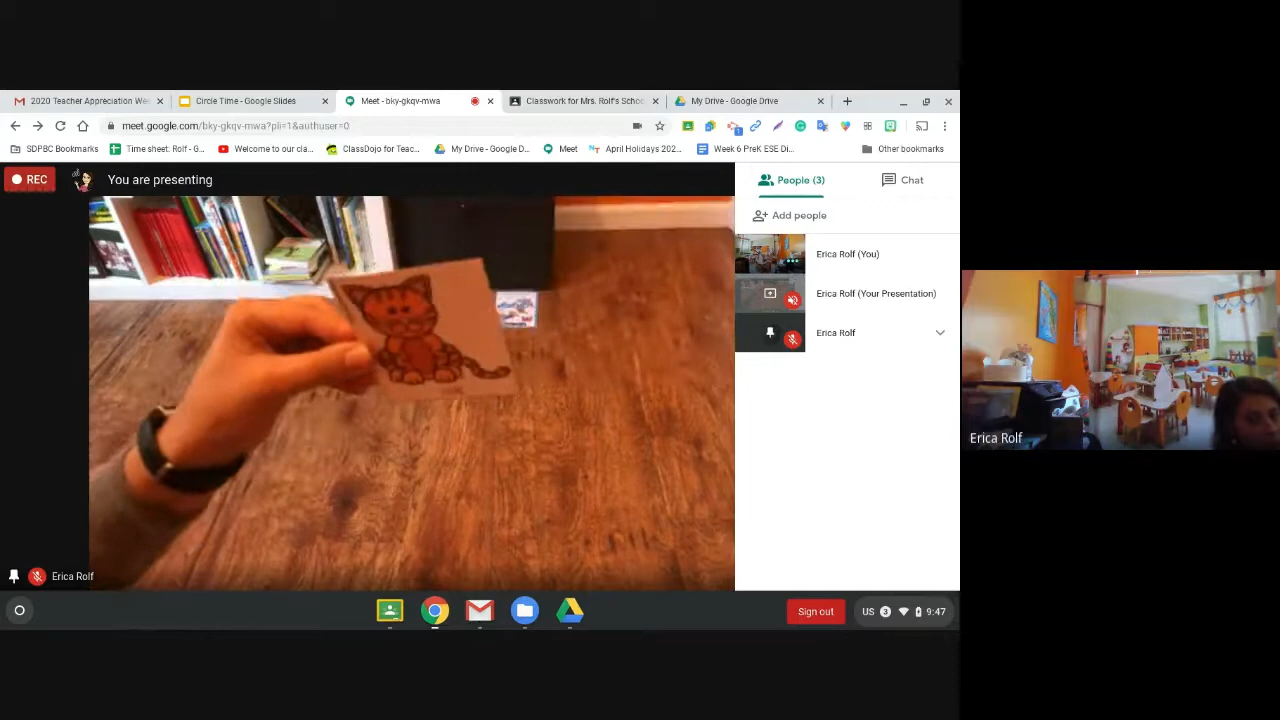 2020 Teacher Appreciation We
Circle Time - Google Slides
Meet - bky-gkqv-mwa
Classwork for Mrs. Rolf's Schoo
My Drive - Google Drive
meet.google.com/bky-gkqv-mwa?pli=1&authuser=0
SDPBC Bookmarks
Time sheet: Rolf - G...
Welcome to our cla...
ClassDojo for Teac...
My Drive - Google D...
Meet
April Holidays 202...
Week 6 PreK ESE Di...
Other bookmarks
REC
You are presenting
People (3)
Chat
Add people
Erica Rolf (You)
Erica Rolf (Your Presentation)
Erica Rolf
Erica Rolf
Erica Rolf
Sign out
US 3 9:47